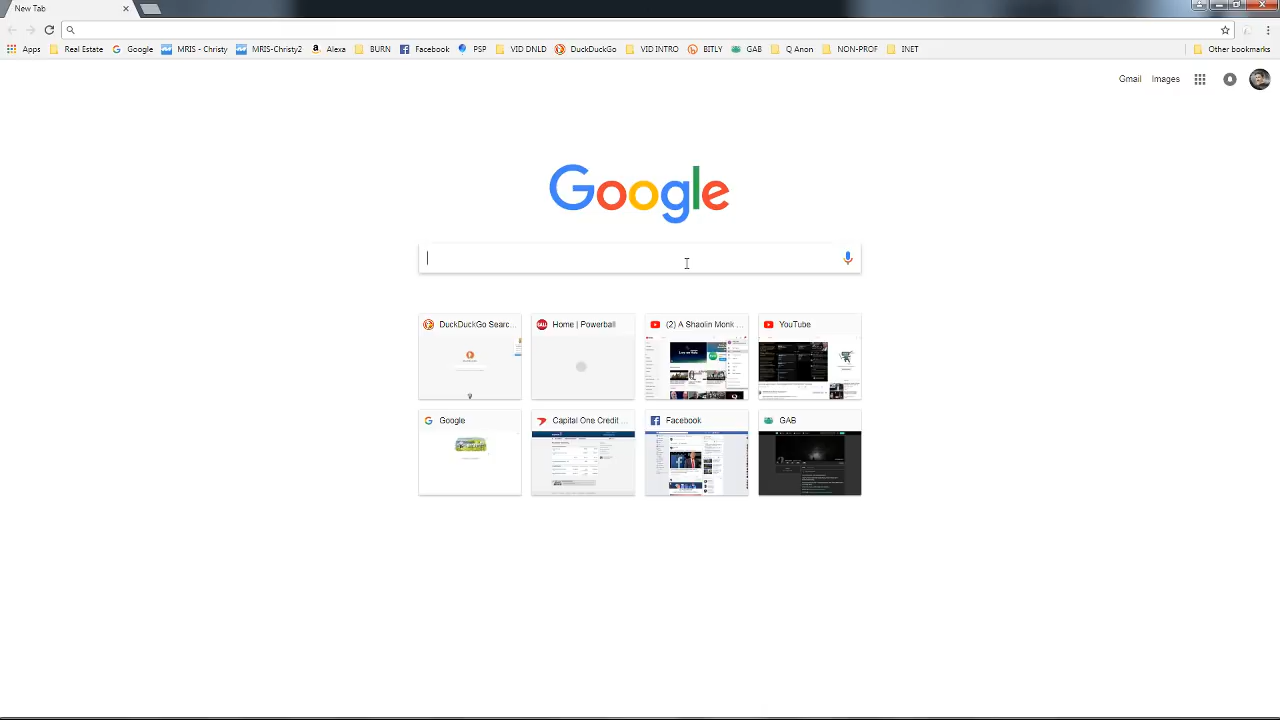 New Tab
Apps Real Estate Google MRIS - Christy MRIS-Christy2 Alexa BURN Facebook PSP VID DNLD DuckDuckGo VID INTRO BITLY GAB Q Anon NON-PROF INET Other bookmarks
Gmail Images
Google
DuckDuckGo Searc... Home | Powerball (2) A Shaolin Monk ... YouTube
Google Capital One Credit ... Facebook GAB